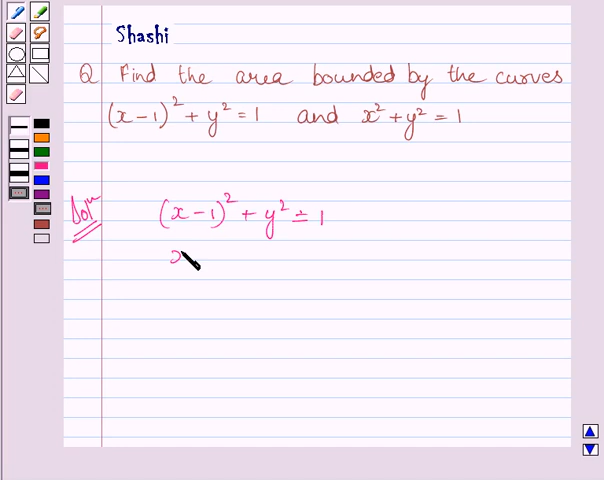 Shashi
Q Find the area bounded by the curves
(x-1)² + y² = 1 and x² + y² = 1
Solⁿ (x-1)² + y² = 1